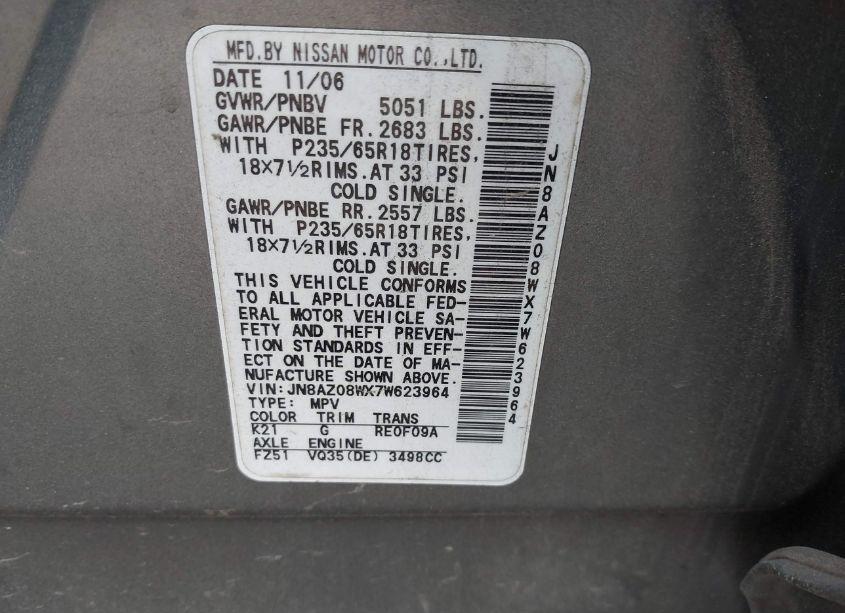 MFD.BY NISSAN MOTOR CO.,LTD.
DATE 11/06
GVWR/PNBV 5051 LBS.
GAWR/PNBE FR.2683 LBS.
WITH P235/65R18TIRES,
18X7½RIMS.AT 33 PSI
COLD SINGLE.
GAWR/PNBE RR.2557 LBS.
WITH P235/65R18TIRES,
18X7½RIMS.AT 33 PSI
COLD SINGLE.
THIS VEHICLE CONFORMS
TO ALL APPLICABLE FED-
ERAL MOTOR VEHICLE SA-
FETY AND THEFT PREVEN-
TION STANDARDS IN EFF-
ECT ON THE DATE OF MA-
NUFACTURE SHOWN ABOVE.
VIN:JN8AZ08WX7W623964
TYPE: MPV
COLOR TRIM TRANS
K21 G RE0F09A
AXLE ENGINE
FZ51 VQ35(DE) 3498CC
JN8AZ08WX7W623964